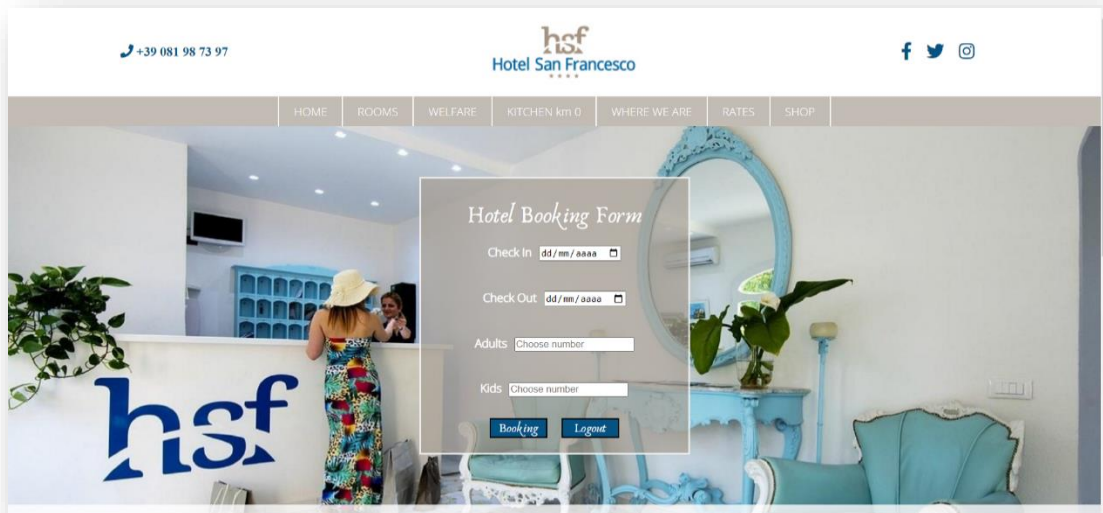 +39 081 98 73 97
hsf
Hotel San Francesco
HOME ROOMS WELFARE KITCHEN km 0 WHERE WE ARE RATES SHOP
Hotel Booking Form
Check In dd/mm/aaaa
Check Out dd/mm/aaaa
Adults Choose number
Kids Choose number
Booking Logout
hsf